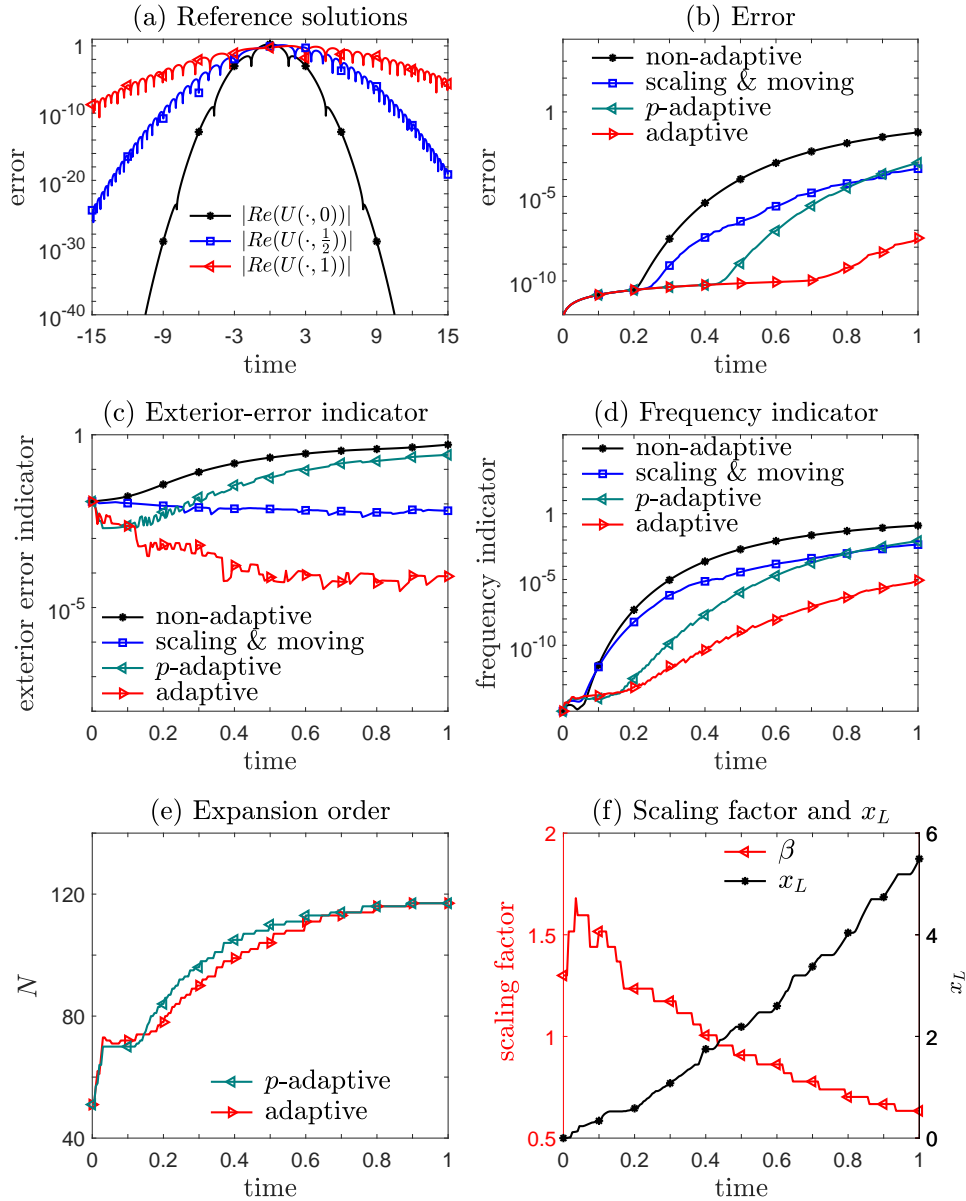 (a) Reference solutions
1
10^-10
10^-20
10^-30
10^-40
error
|Re(U(·,0))|
|Re(U(·,1/2))|
|Re(U(·,1))|
-15 -9 -3 3 9 15
time
(b) Error
non-adaptive
scaling & moving
p-adaptive
adaptive
1
10^-5
10^-10
error
0 0.2 0.4 0.6 0.8 1
time
(c) Exterior-error indicator
1
10^-5
exterior error indicator
non-adaptive
scaling & moving
p-adaptive
adaptive
0 0.2 0.4 0.6 0.8 1
time
(d) Frequency indicator
non-adaptive
scaling & moving
p-adaptive
adaptive
1
10^-5
10^-10
frequency indicator
0 0.2 0.4 0.6 0.8 1
time
(e) Expansion order
120
80
40
N
p-adaptive
adaptive
0 0.2 0.4 0.6 0.8 1
time
(f) Scaling factor and x_L
β
x_L
2
1.5
1
0.5
scaling factor
6
4
2
0
x_L
0 0.2 0.4 0.6 0.8 1
time